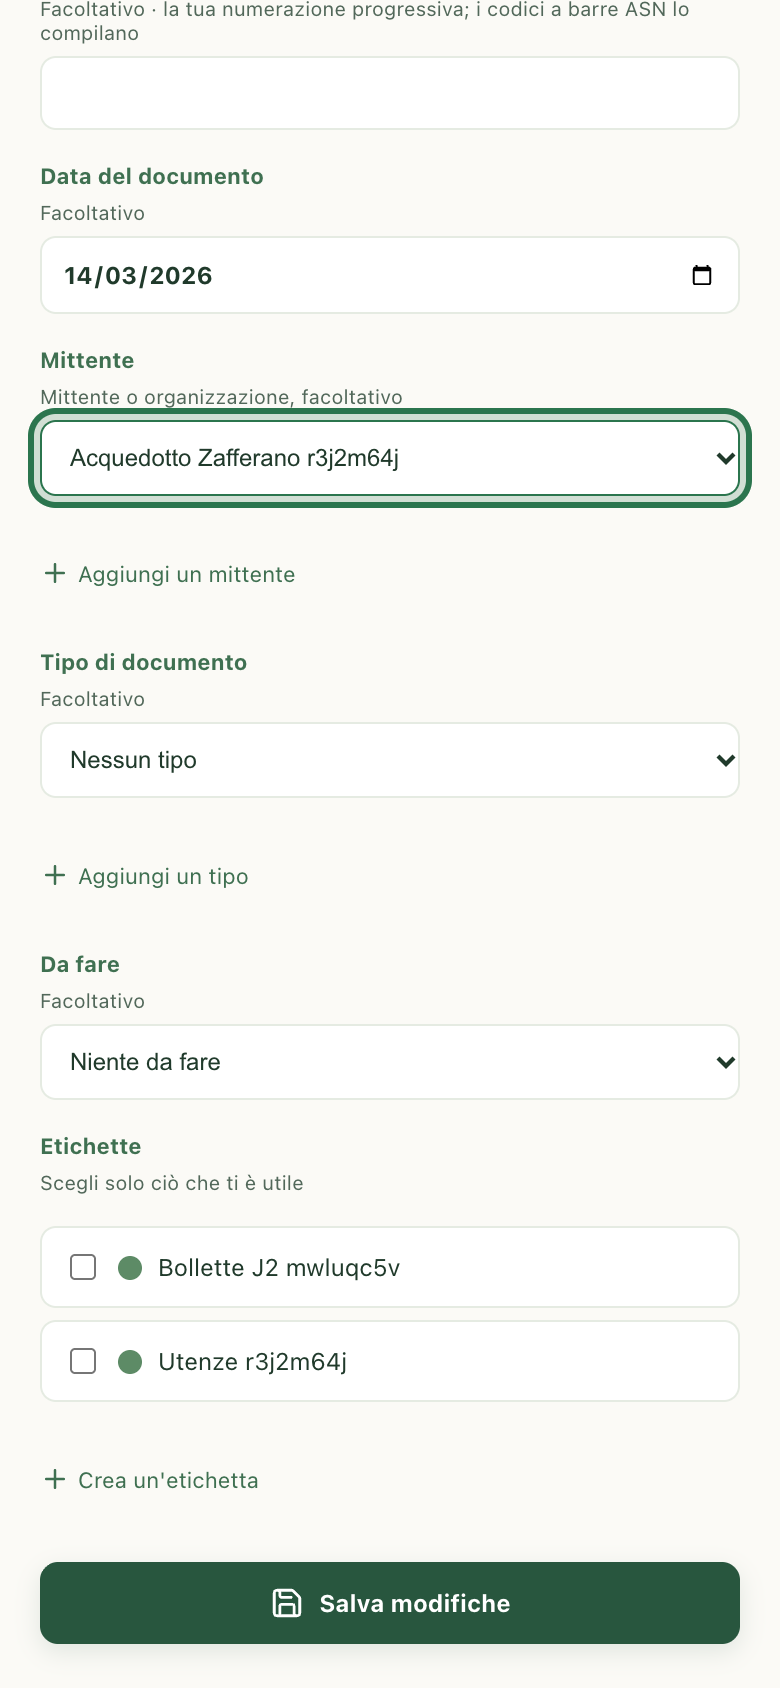 Facoltativo · la tua numerazione progressiva; i codici a barre ASN lo
compilano
Data del documento
Facoltativo
14/03/2026
Mittente
Mittente o organizzazione, facoltativo
Acquedotto Zafferano r3j2m64j
Aggiungi un mittente
Tipo di documento
Facoltativo
Nessun tipo
Aggiungi un tipo
Da fare
Facoltativo
Niente da fare
Etichette
Scegli solo ciò che ti è utile
Bollette J2 mwluqc5v
Utenze r3j2m64j
Crea un'etichetta
Salva modifiche